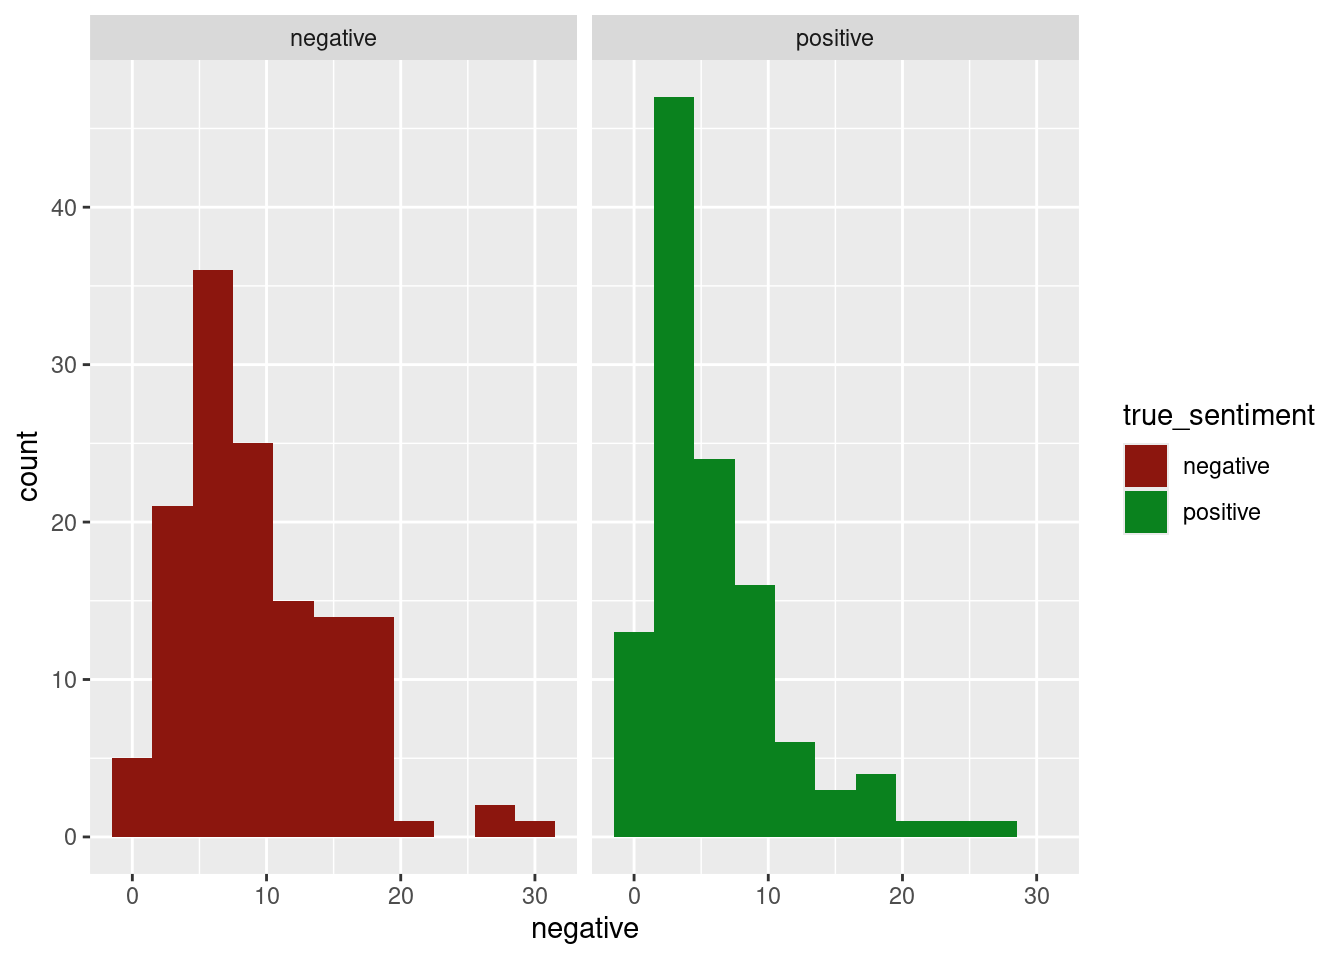 negative
positive
count
40
30
20
10
0
0 10 20 30
0 10 20 30
negative
true_sentiment
negative
positive